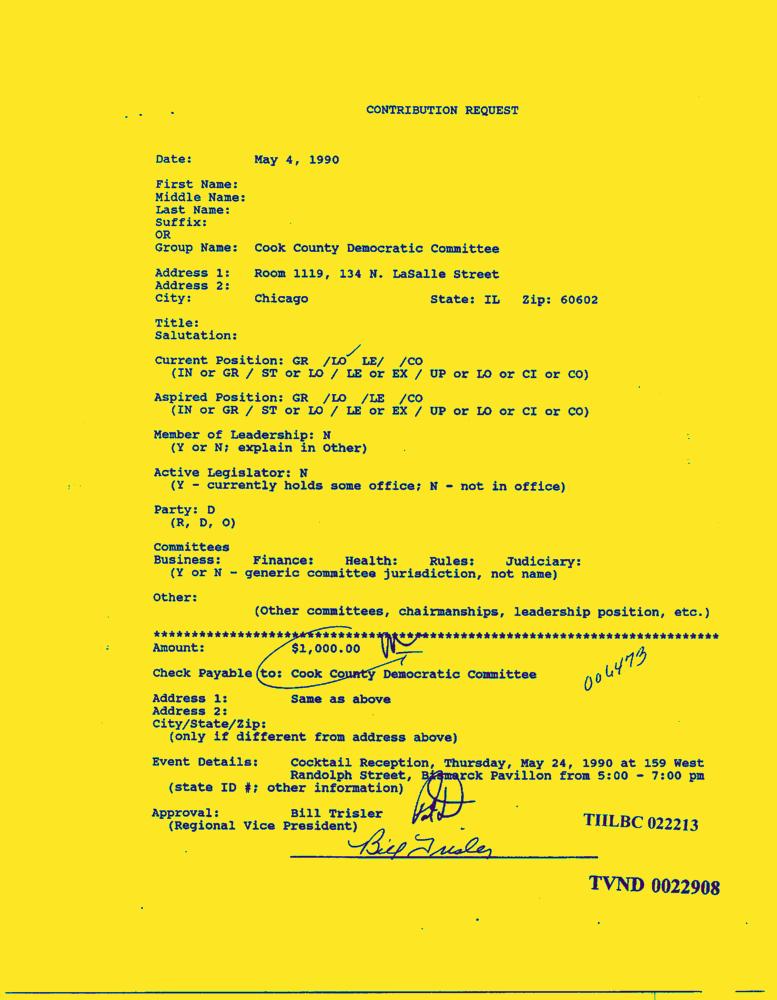 CONTRIBUTION REQUEST
Date: May 4, 1990
First Name:
Middle Name:
Last Name:
Suffix:
OR
Group Name: Cook County Democratic Committee
Address 1: Room 1119, 134 N. LaSalle Street
Address 2:
City: Chicago State: IL Zip: 60602
Title:
Salutation:
Current Position: GR /LO LE/ /CO
(IN or GR / ST or LO / LE or EX / UP or LO or CI or CO)
Aspired Position: GR /LO /LE /CO
(IN or GR / ST or LO / LE or EX / UP or LO or CI or CO)
Member of Leadership: N
(Y or N; explain in Other)
Active Legislator: N
(Y - currently holds some office; N - not in office)
Party: D
(R, D, O)
Committees
Business: Finance: Health: Rules: Judiciary:
(Y or N - generic committee jurisdiction, not name)
Other:
(Other committees, chairmanships, leadership position, etc.)
Amount: $1,000.00
Check Payable to: Cook County Democratic Committee
006473
Address 1: Same as above
Address 2:
City/State/Zip:
(only if different from address above)
Event Details: Cocktail Reception, Thursday, May 24, 1990 at 159 West
Randolph Street, Bismarck Pavillon from 5:00 - 7:00 pm
(state ID #; other information)
Approval: Bill Trisler
(Regional Vice President)
Bill Trisler
TIILBC 022213
TVND 0022908